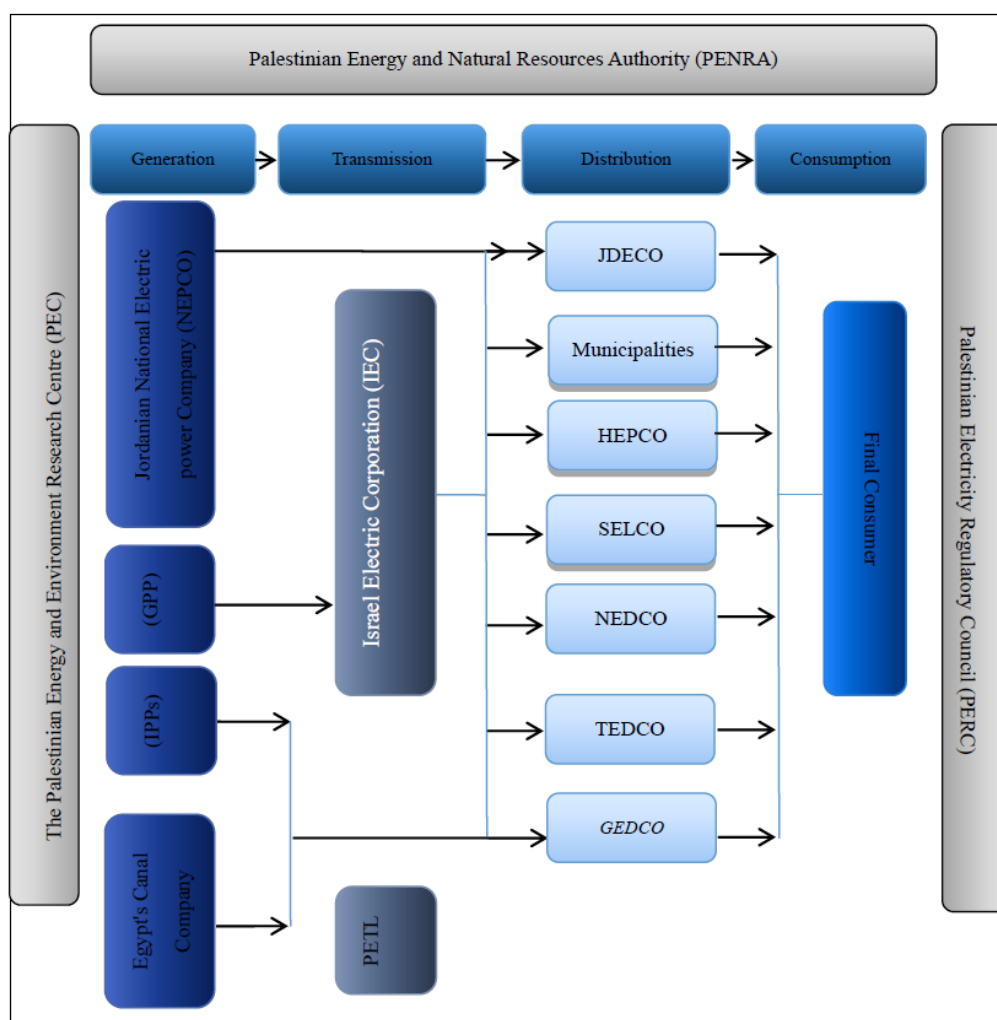 Palestinian Energy and Natural Resources Authority (PENRA)
The Palestinian Energy and Environment Research Centre (PEC)
Generation
Transmission
Distribution
Consumption
Jordanian National Electric
power Company (NEPCO)
(GPP)
(IPPs)
Egypt's Canal
Company
Israel Electric Corporation (IEC)
PETL
JDECO
Municipalities
HEPCO
SELCO
NEDCO
TEDCO
GEDCO
Final Consumer
Palestinian Electricity Regulatory Council (PERC)